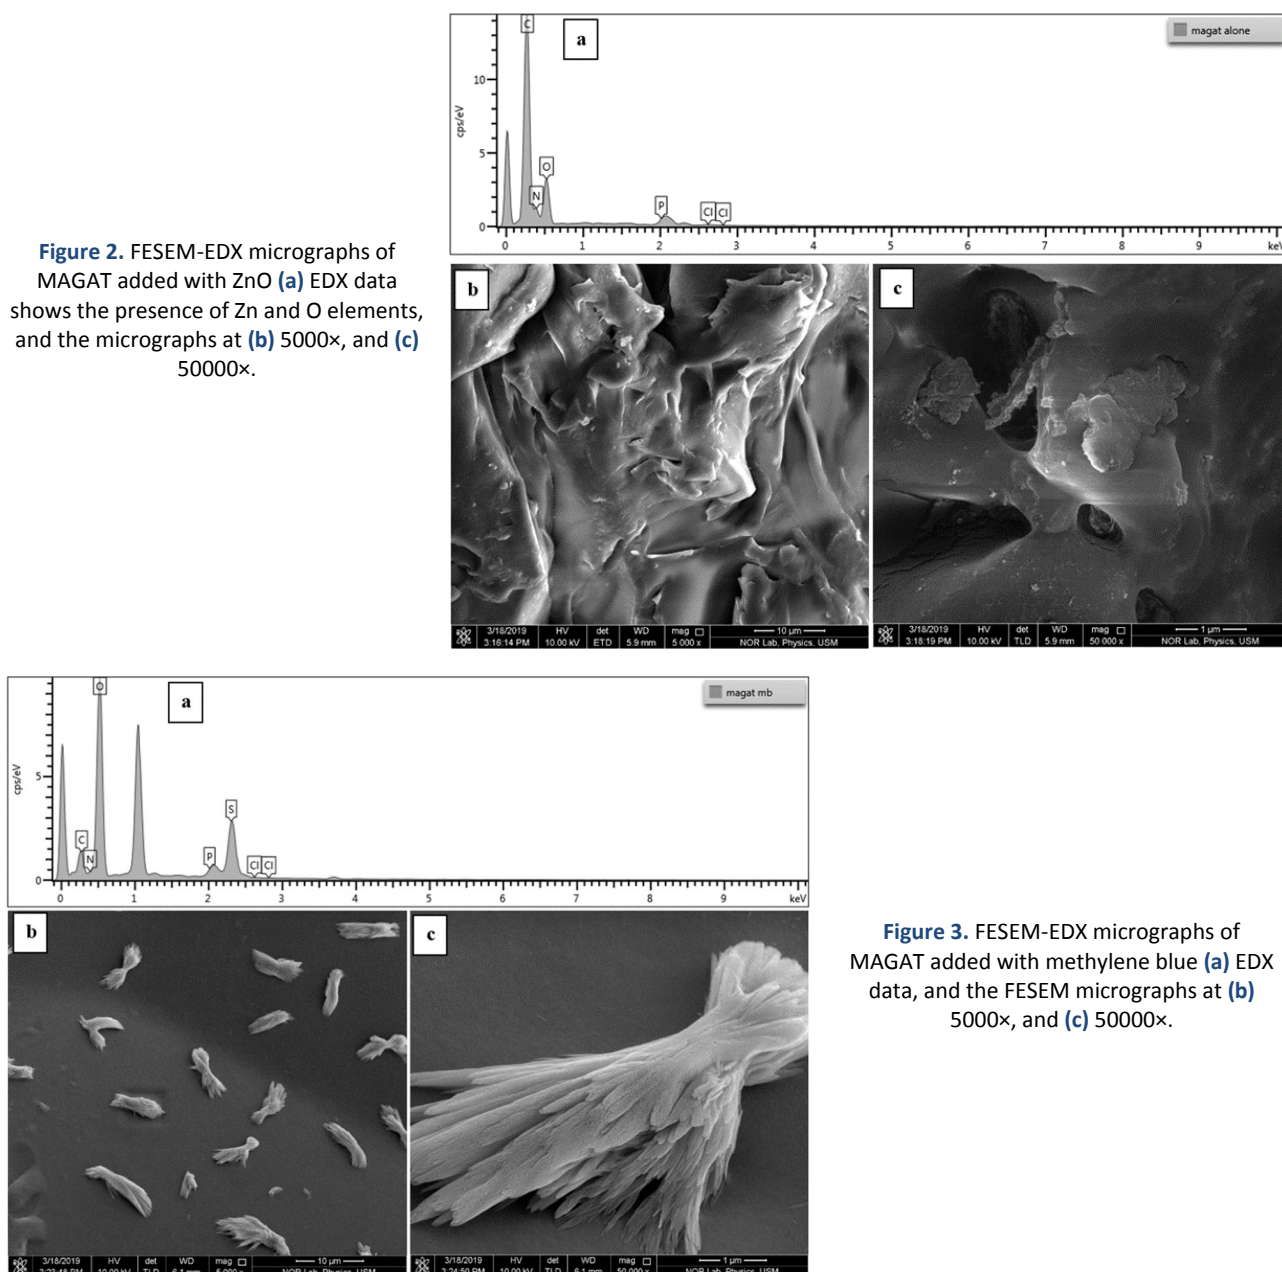 C
a
magat alone
10
cps/eV
O
5
N
P
Cl Cl
0
0 1 2 3 4 5 6 7 8 9 keV
Figure 2. FESEM-EDX micrographs of
MAGAT added with ZnO (a) EDX data
shows the presence of Zn and O elements,
and the micrographs at (b) 5000×, and (c)
50000×.
b
c
3/18/2019 HV det WD mag □ 10 µm
3:16:14 PM 10.00 kV ETD 5.9 mm 5 000 x NOR Lab, Physics, USM
3/18/2019 HV det WD mag □ 1 µm
3:18:19 PM 10.00 kV TLD 5.9 mm 50 000 x NOR Lab, Physics, USM
O
a
magat mb
cps/eV
5
S
C
N
P
Cl Cl
0
0 1 2 3 4 5 6 7 8 9 keV
b
c
Figure 3. FESEM-EDX micrographs of
MAGAT added with methylene blue (a) EDX
data, and the FESEM micrographs at (b)
5000×, and (c) 50000×.
3/18/2019 HV det WD mag □ 10 µm
3/18/2019 HV det WD mag □ 1 µm